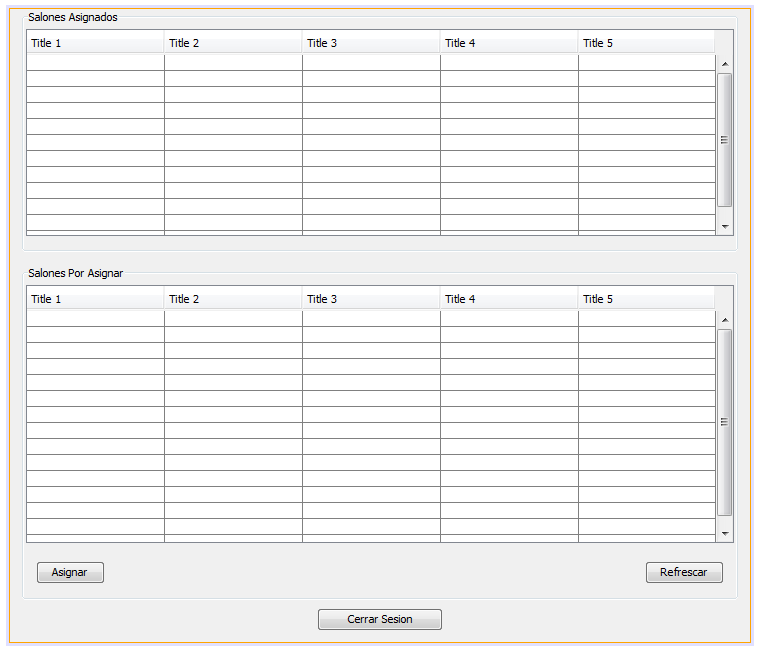 Salones Asignados
Title 1 Title 2 Title 3 Title 4 Title 5
Salones Por Asignar
Title 1 Title 2 Title 3 Title 4 Title 5
Asignar Refrescar
Cerrar Sesion